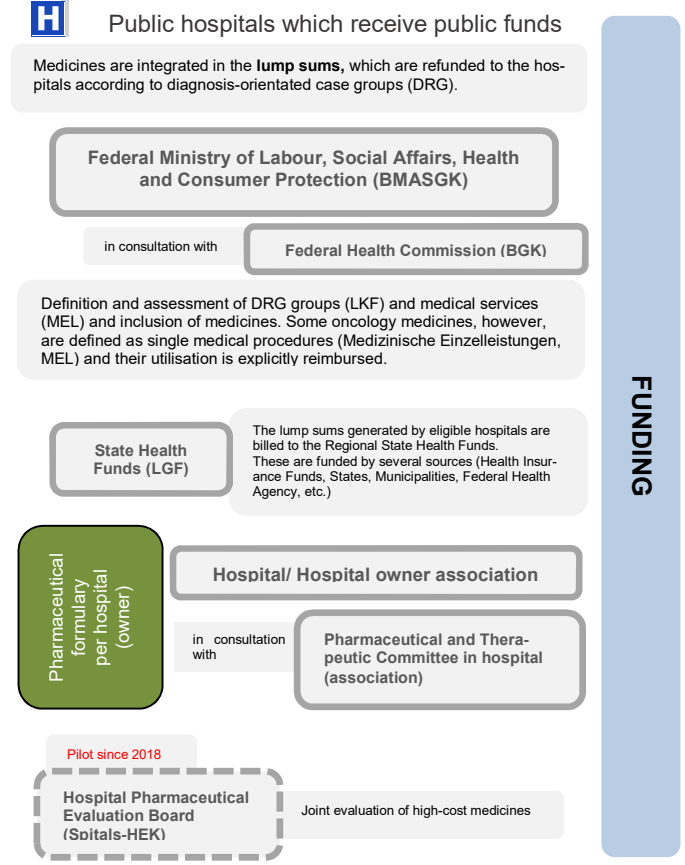 H
Public hospitals which receive public funds
Medicines are integrated in the lump sums, which are refunded to the hos-
pitals according to diagnosis-orientated case groups (DRG).
Federal Ministry of Labour, Social Affairs, Health
and Consumer Protection (BMASGK)
in consultation with
Federal Health Commission (BGK)
Definition and assessment of DRG groups (LKF) and medical services
(MEL) and inclusion of medicines. Some oncology medicines, however,
are defined as single medical procedures (Medizinische Einzelleistungen,
MEL) and their utilisation is explicitly reimbursed.
State Health
Funds (LGF)
The lump sums generated by eligible hospitals are
billed to the Regional State Health Funds.
These are funded by several sources (Health Insur-
ance Funds, States, Municipalities, Federal Health
Agency, etc.)
Pharmaceutical
formulary
per hospital
(owner)
Hospital/ Hospital owner association
in consultation
with
Pharmaceutical and Thera-
peutic Committee in hospital
(association)
Pilot since 2018
Hospital Pharmaceutical
Evaluation Board
(Spitals-HEK)
Joint evaluation of high-cost medicines
FUNDING